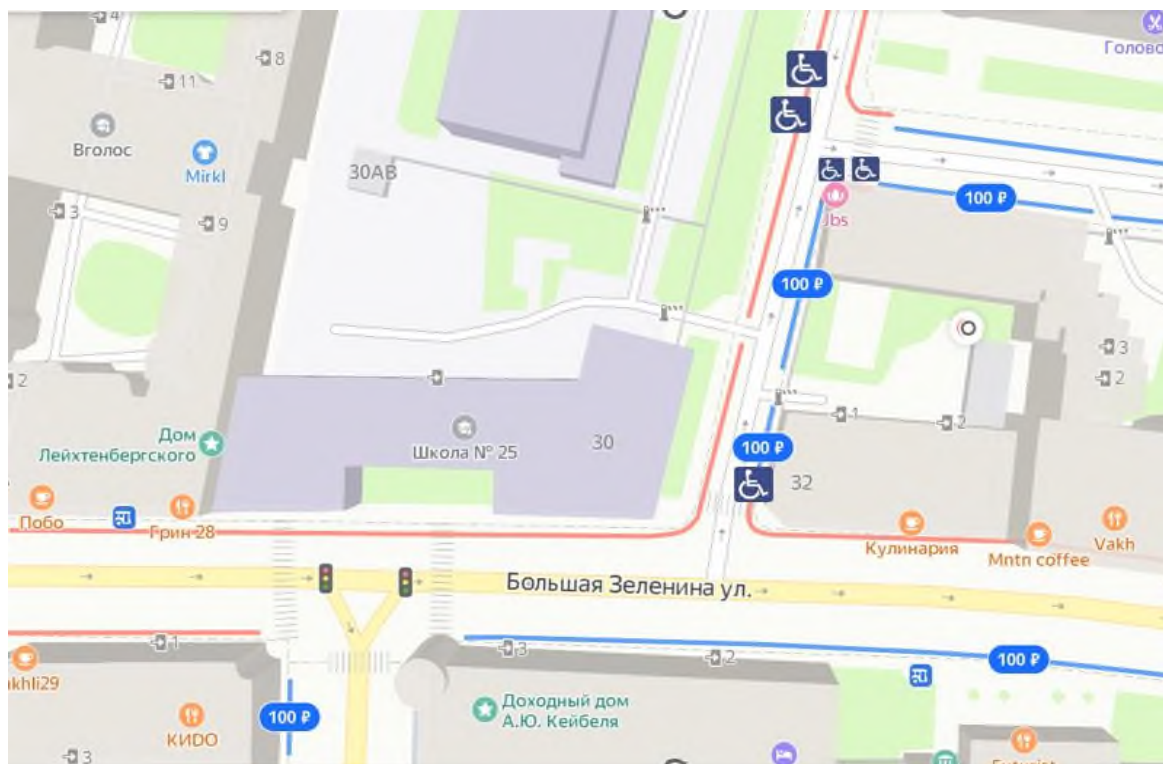 4
8
11
Голово
Вголос
Mirkl
30АВ
3
9
Jbs
100 ₽
100 ₽
3
2
2
1
2
Дом
Лейхтенбергского
Школа № 25
30
100 ₽
32
Побо
Грин 28
Кулинария
Mntn coffee
Vakh
Большая Зеленина ул.
1
3
2
100 ₽
akhli29
100 ₽
КИDO
Доходный дом
А.Ю. Кейбеля
3